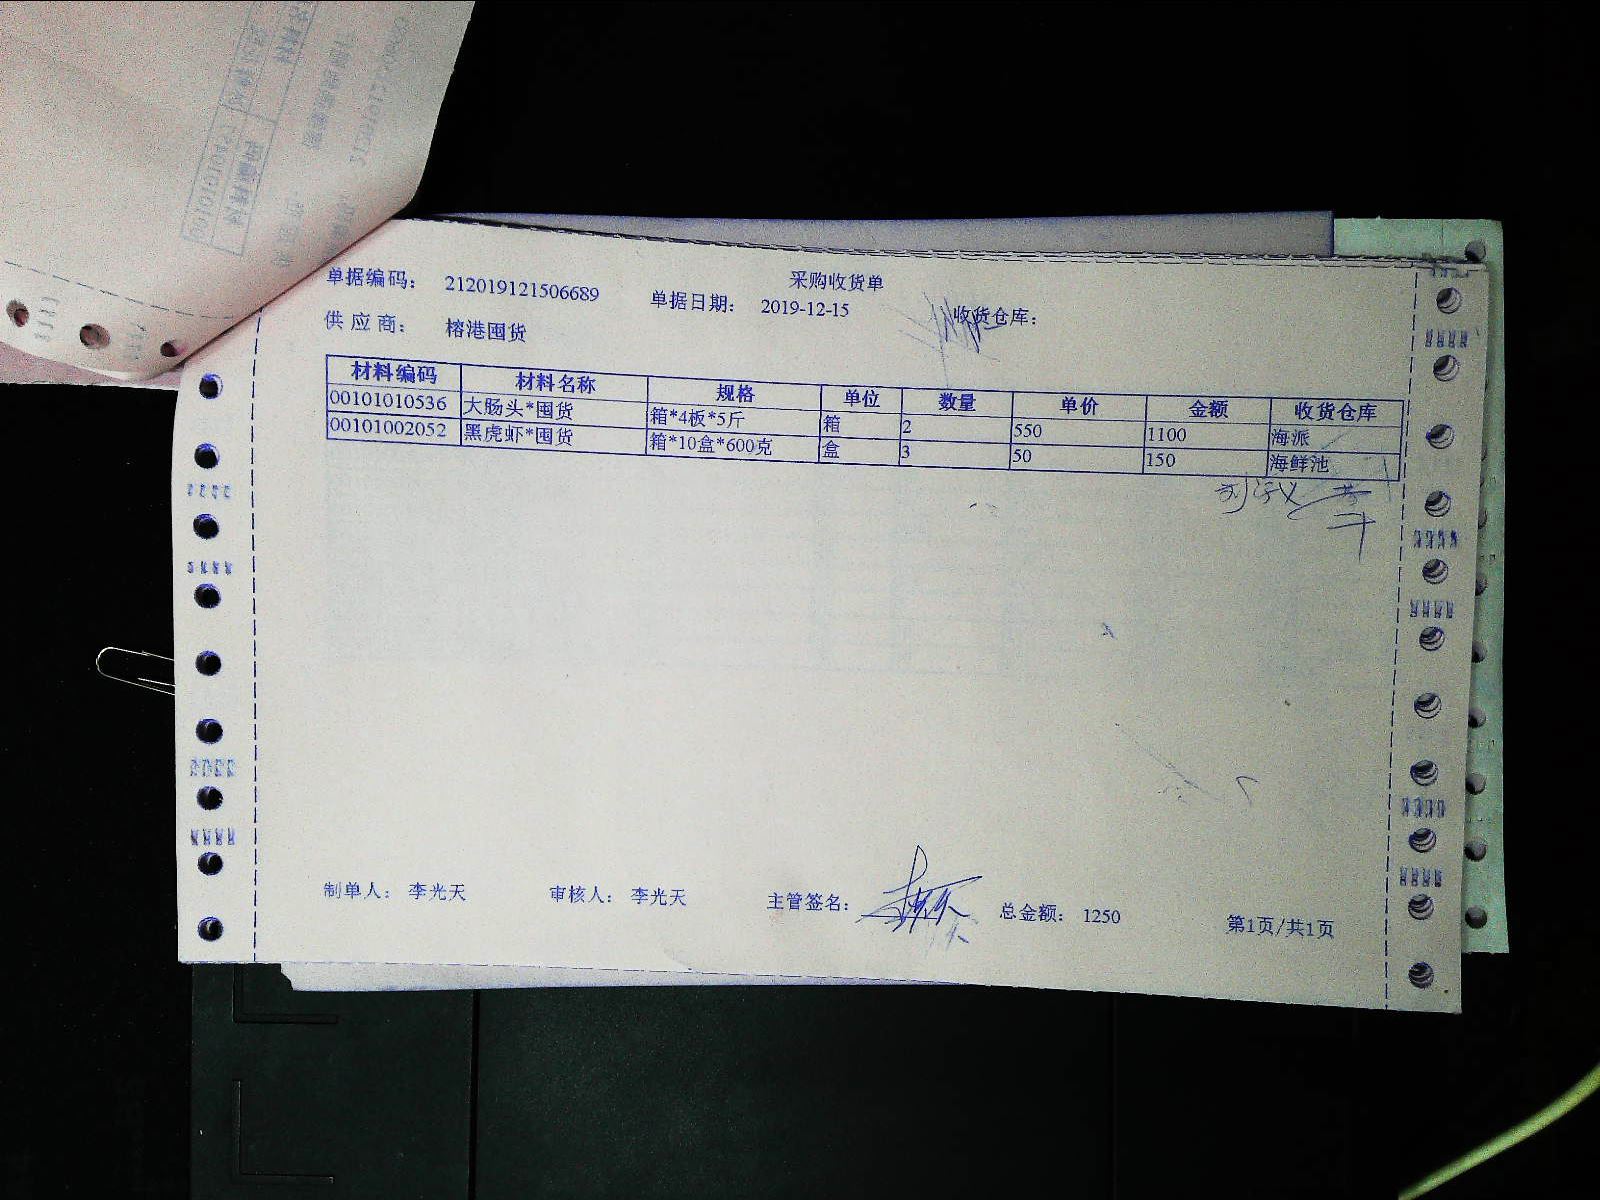 采购收货单
单据编码： 212019121506689 单据日期： 2019-12-15 收货仓库：
供应商： 榕港囤货
材料编码 材料名称 规格 单位 数量 单价 金额 收货仓库
00101010536 大肠头*囤货 箱*4板*5斤 箱 2 550 1100 海派
00101002052 黑虎虾*囤货 箱*10盒*600克 盒 3 50 150 海鲜池
制单人： 李光天 审核人： 李光天 主管签名： 总金额： 1250 第1页/共1页